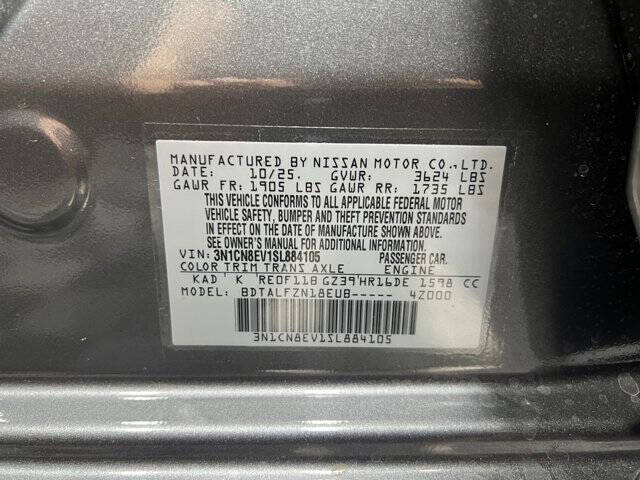 MANUFACTURED BY NISSAN MOTOR CO.,LTD.
DATE: 10/25. GVWR: 3624 LBS
GAWR FR: 1905 LBS GAWR RR: 1735 LBS
THIS VEHICLE CONFORMS TO ALL APPLICABLE FEDERAL MOTOR
VEHICLE SAFETY, BUMPER AND THEFT PREVENTION STANDARDS
IN EFFECT ON THE DATE OF MANUFACTURE SHOWN ABOVE.
SEE OWNER'S MANUAL FOR ADDITIONAL INFORMATION.
VIN: 3N1CN8EV1SL884105 PASSENGER CAR.
COLOR TRIM TRANS AXLE ENGINE
KAD ' K RE0F11B GZ39'HR16DE 1598 CC
MODEL: BDTALFZN18EUB----- 4Z000
3N1CN8EV1SL884105